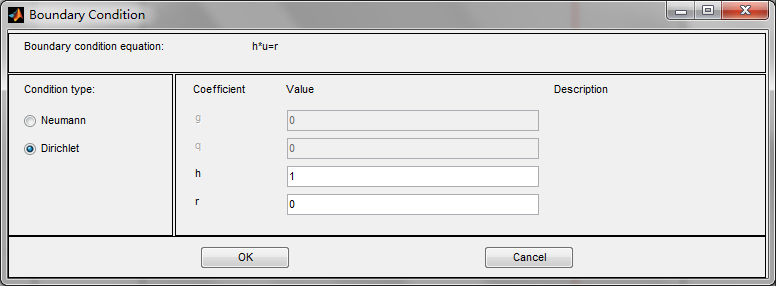 Boundary Condition
Boundary condition equation: h*u=r
Condition type:
Neumann
Dirichlet
Coefficient Value Description
g 0
q 0
h 1
r 0
OK Cancel